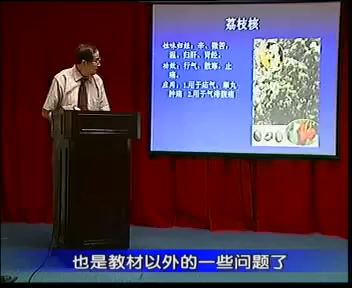 荔枝核
性味归经：辛、微苦，
温；归肝、胃经。
功效：行气，散寒，止
痛。
应用：1.用于疝气，睾丸
肿痛 2.用于气滞腹痛
也是教材以外的一些问题了